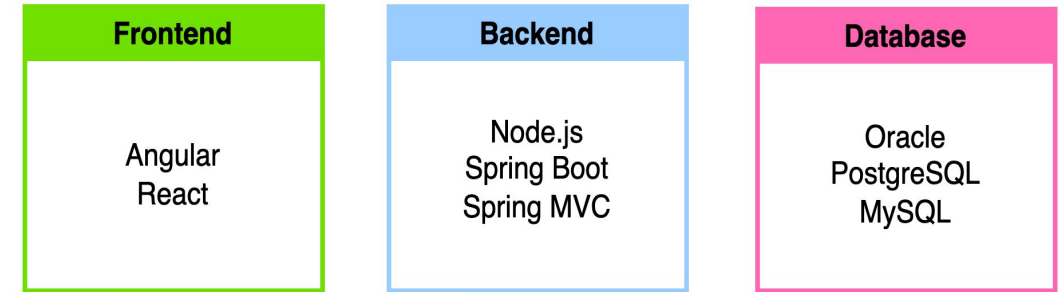 Frontend
Angular
React
Backend
Node.js
Spring Boot
Spring MVC
Database
Oracle
PostgreSQL
MySQL